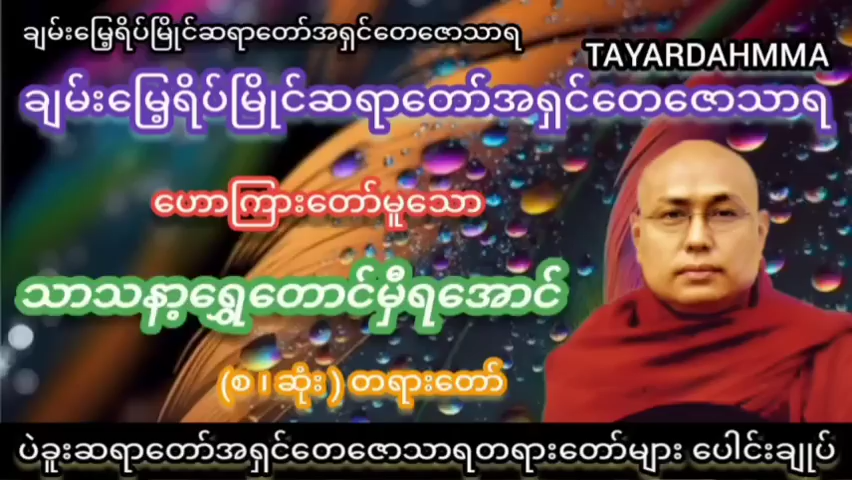 ချမ်းမြေ့ရိပ်မြိုင်ဆရာတော်အရှင်တေဇောသာရ
TAYARDAHMMA
ချမ်းမြေ့ရိပ်မြိုင်ဆရာတော်အရှင်တေဇောသာရ
ဟောကြားတော်မူသော
သာသနာ့ရွှေတောင်မှီရအောင်
(စ ၊ ဆုံး ) တရားတော်
ပဲခူးဆရာတော်အရှင်တေဇောသာရတရားတော်များ ပေါင်းချုပ်